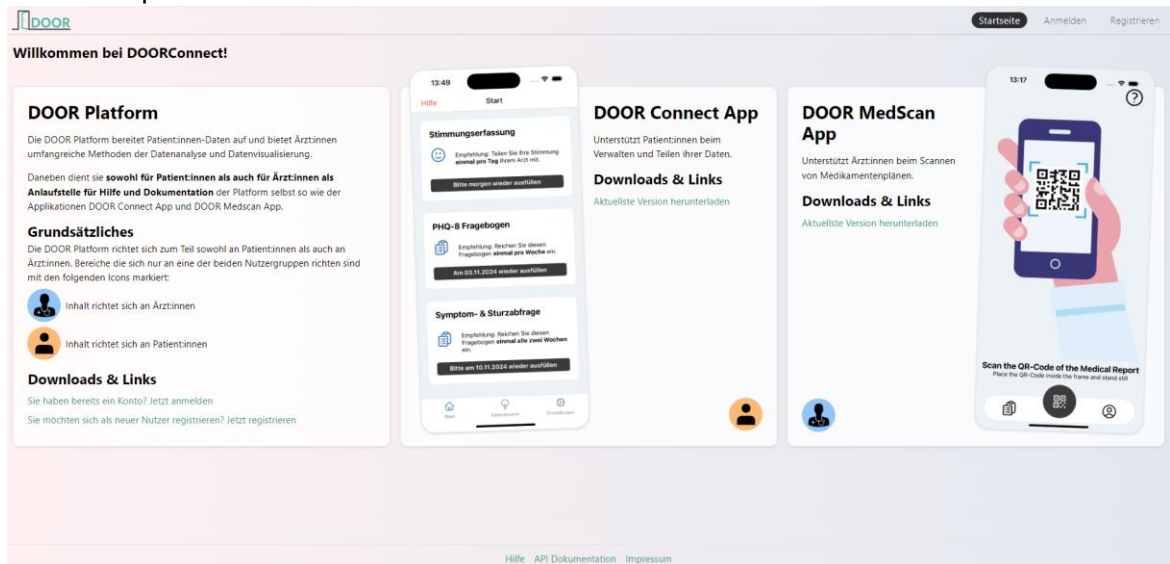 DOOR
Startseite Anmelden Registrieren
Willkommen bei DOORConnect!
DOOR Platform
Die DOOR Platform bereitet Patient:innen-Daten auf und bietet Ärzt:innen
umfangreiche Methoden der Datenanalyse und Datenvisualisierung.
Daneben dient sie sowohl für Patient:innen als auch für Ärzt:innen als
Anlaufstelle für Hilfe und Dokumentation der Platform selbst so wie der
Applikationen DOOR Connect App und DOOR Medscan App.
Grundsätzliches
Die DOOR Platform richtet sich zum Teil sowohl an Patient:innen als auch an
Ärzt:innen. Bereiche die sich nur an eine der beiden Nutzergruppen richten sind
mit den folgenden Icons markiert:
Inhalt richtet sich an Ärzt:innen
Inhalt richtet sich an Patient:innen
Downloads & Links
Sie haben bereits ein Konto? Jetzt anmelden
Sie möchten sich als neuer Nutzer registrieren? Jetzt registrieren
13:49
Hilfe Start
Stimmungserfassung
Empfehlung: Teilen Sie Ihre Stimmung
einmal pro Tag Ihrem Arzt mit.
Bitte morgen wieder ausfüllen
PHQ-8 Fragebogen
Empfehlung: Reichen Sie diesen
Fragebogen einmal pro Woche ein.
Am 03.11.2024 wieder ausfüllen
Symptom- & Sturzabfrage
Empfehlung: Reichen Sie diesen
Fragebogen einmal alle zwei Wochen
ein.
Bitte am 10.11.2024 wieder ausfüllen
Start Einstellungen
DOOR Connect App
Unterstützt Patient:innen beim
Verwalten und Teilen ihrer Daten.
Downloads & Links
Aktuellste Version herunterladen
DOOR MedScan
App
Unterstützt Ärzt:innen beim Scannen
von Medikamentenplänen.
Downloads & Links
Aktuellste Version herunterladen
13:17
Scan the QR-Code of the Medical Report
Place the QR-Code inside the frame and stand still
Hilfe API Dokumentation Impressum